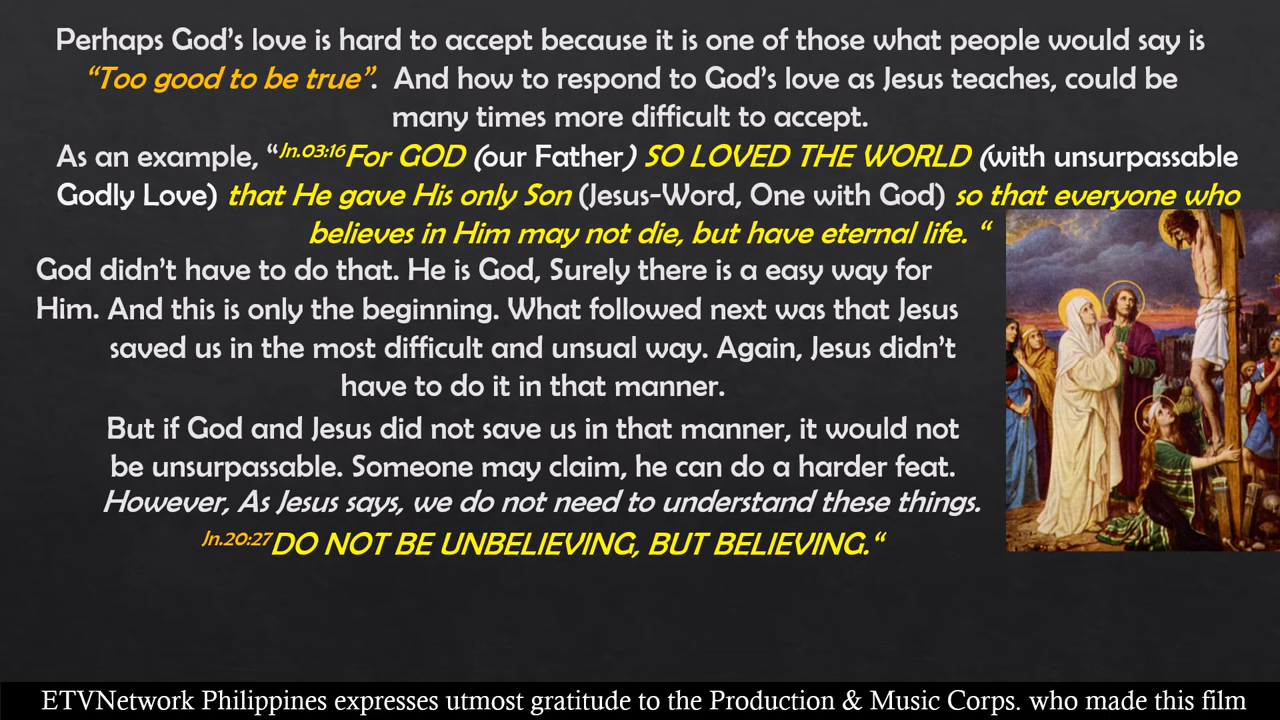 Perhaps God's love is hard to accept because it is one of those what people would say is
“Too good to be true”. And how to respond to God's love as Jesus teaches, could be
many times more difficult to accept.
As an example, “Jn.03:16For GOD (our Father) SO LOVED THE WORLD (with unsurpassable
Godly Love) that He gave His only Son (Jesus-Word, One with God) so that everyone who
believes in Him may not die, but have eternal life. “
God didn't have to do that. He is God, Surely there is a easy way for
Him. And this is only the beginning. What followed next was that Jesus
saved us in the most difficult and unsual way. Again, Jesus didn't
have to do it in that manner.
But if God and Jesus did not save us in that manner, it would not
be unsurpassable. Someone may claim, he can do a harder feat.
However, As Jesus says, we do not need to understand these things.
Jn.20:27DO NOT BE UNBELIEVING, BUT BELIEVING.“
ETVNetwork Philippines expresses utmost gratitude to the Production & Music Corps. who made this film